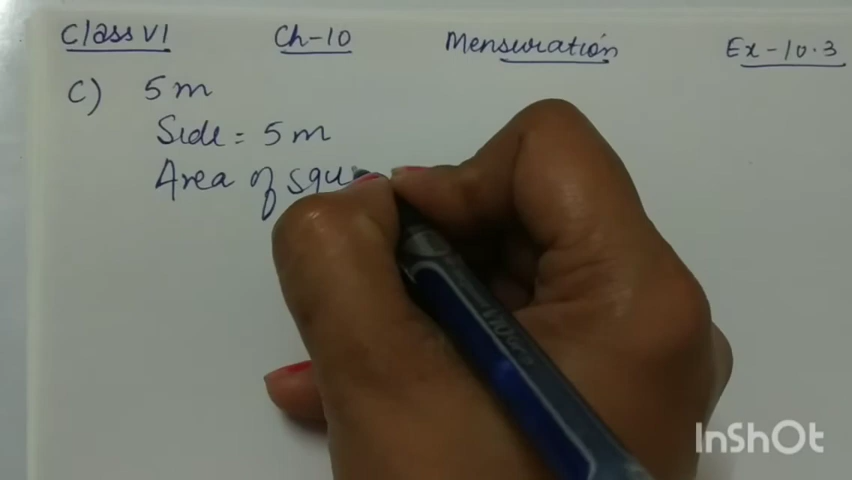 Class VI Ch-10 Mensuration Ex-10.3
C) 5 m
Side = 5 m
Area of squ
InShOt